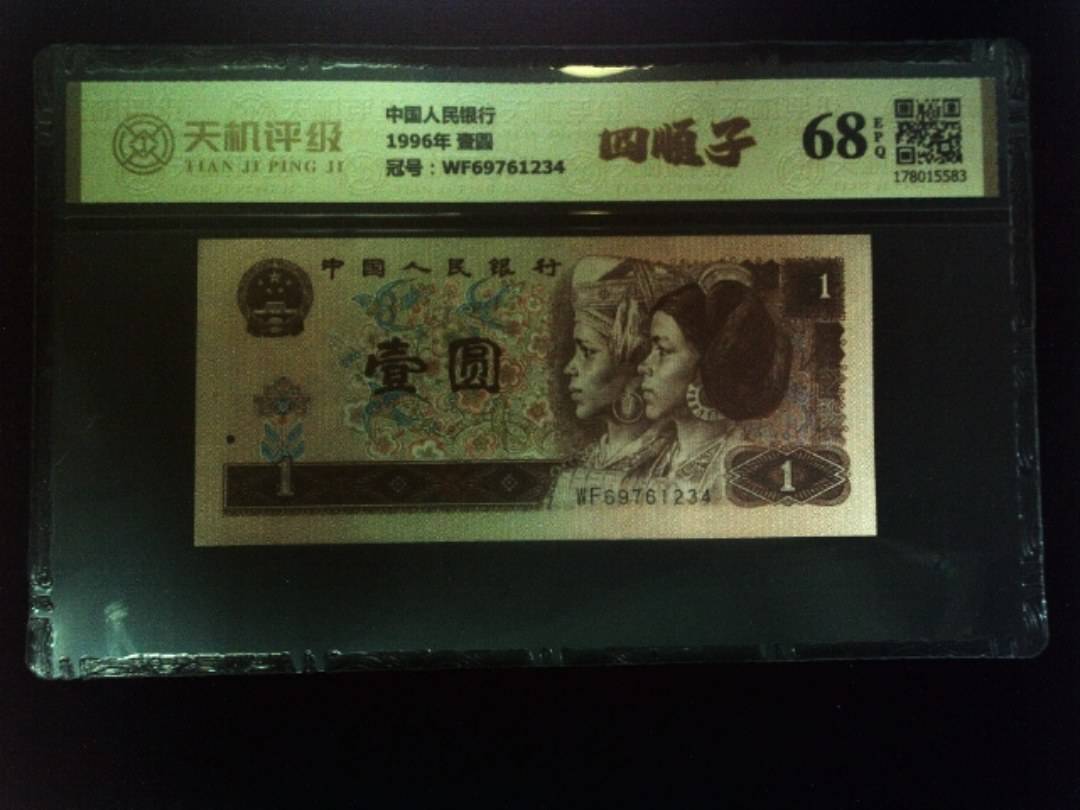 天机评级
TIAN JI PING JI
中国人民银行
1996年 壹圆
冠号：WF69761234
四顺子
68
EPQ
178015583
中国人民银行
壹圆
1
1
1
WF69761234